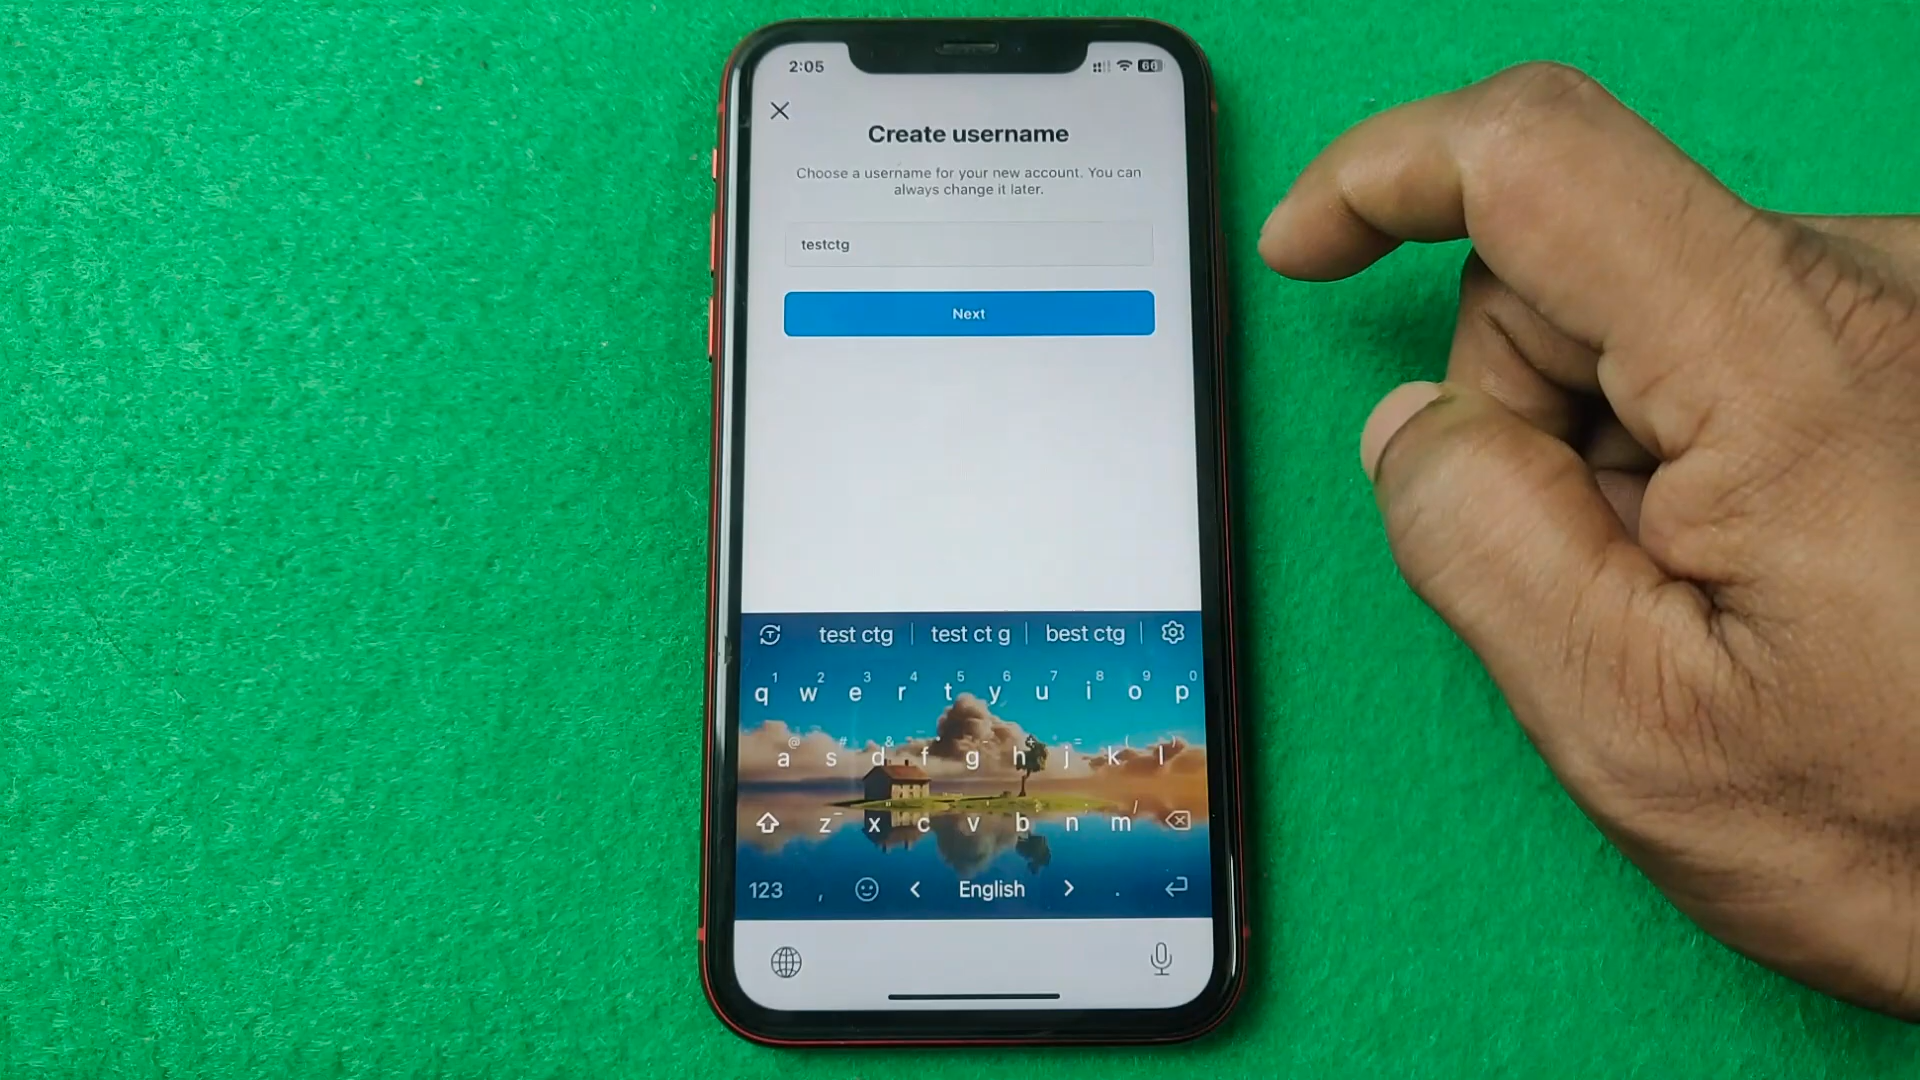 2:05
66
Create username
Choose a username for your new account. You can
always change it later.
testctg
Next
test ctg | test ct g | best ctg
1 2 3 4 5 6 7 8 9 0
q w e r t y u i o p
@ # & * - + = ( )
a s d f g h j k l
z x c v b n m /
123 , < English > .